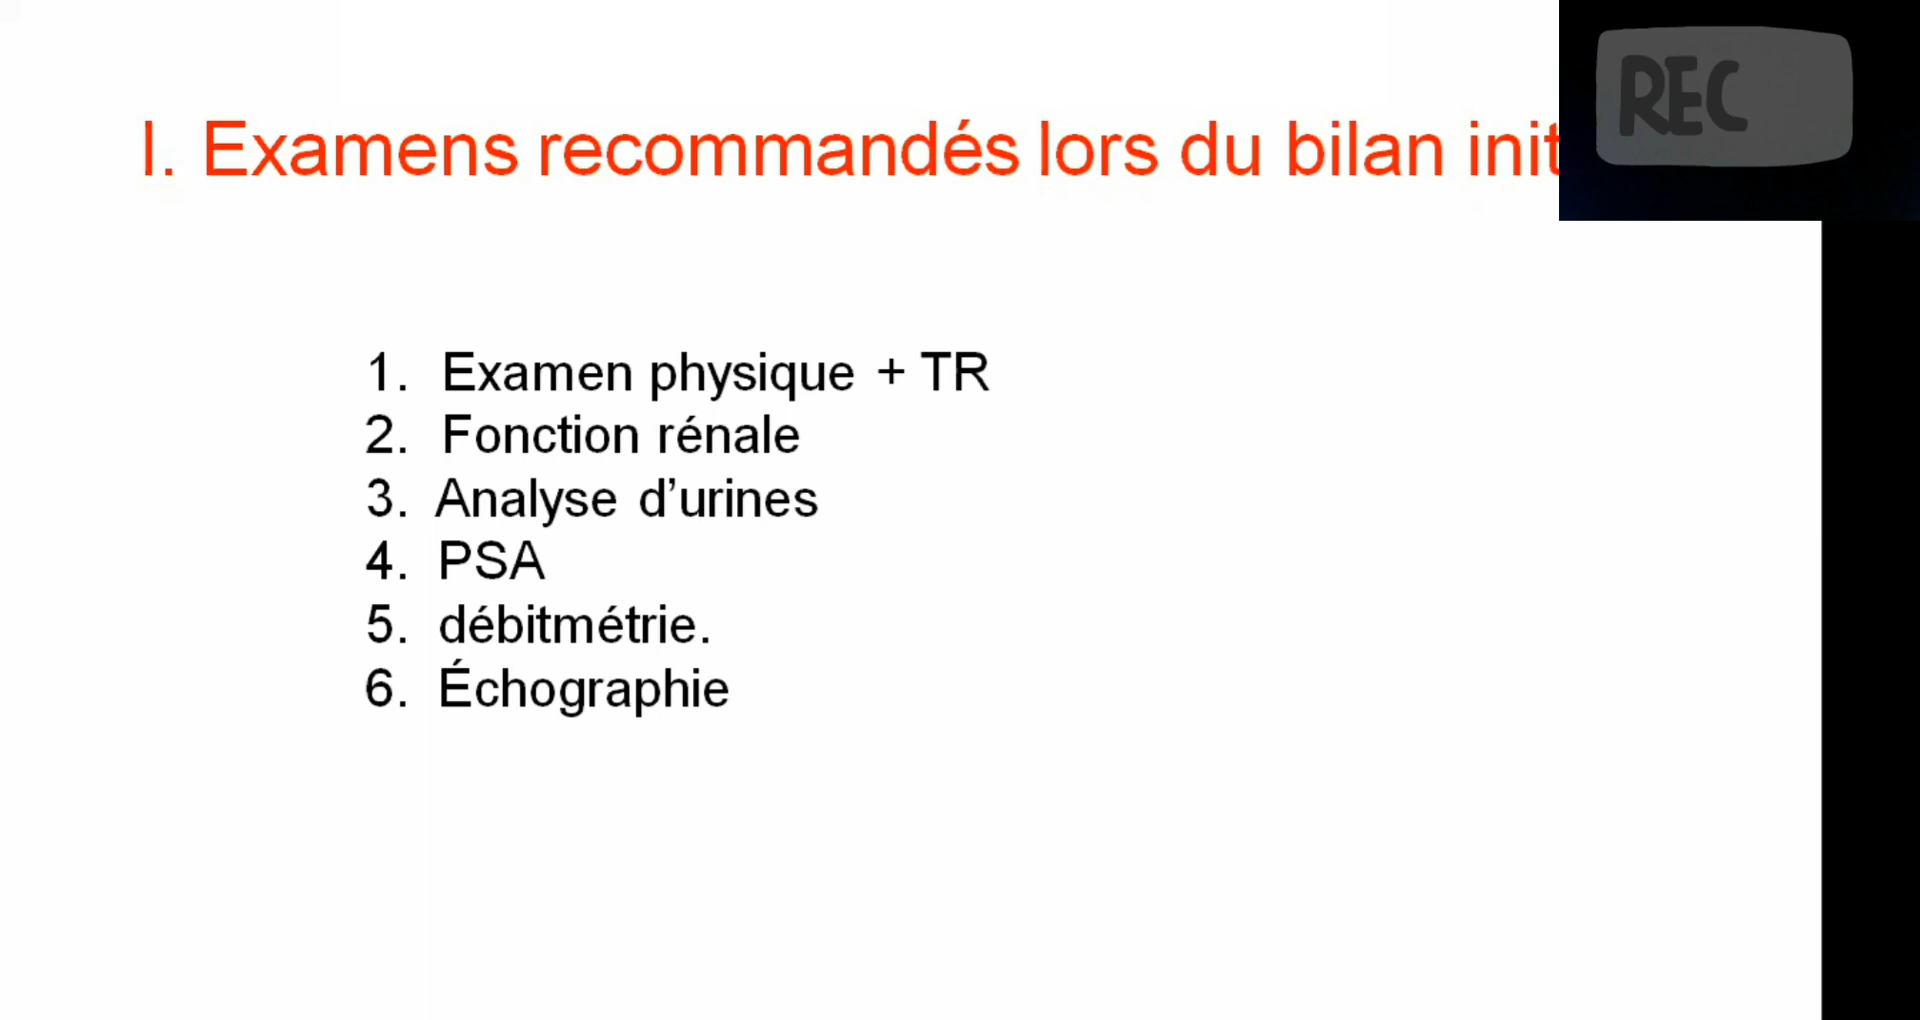 I. Examens recommandés lors du bilan init
REC
1. Examen physique + TR
2. Fonction rénale
3. Analyse d’urines
4. PSA
5. débitmétrie.
6. Échographie